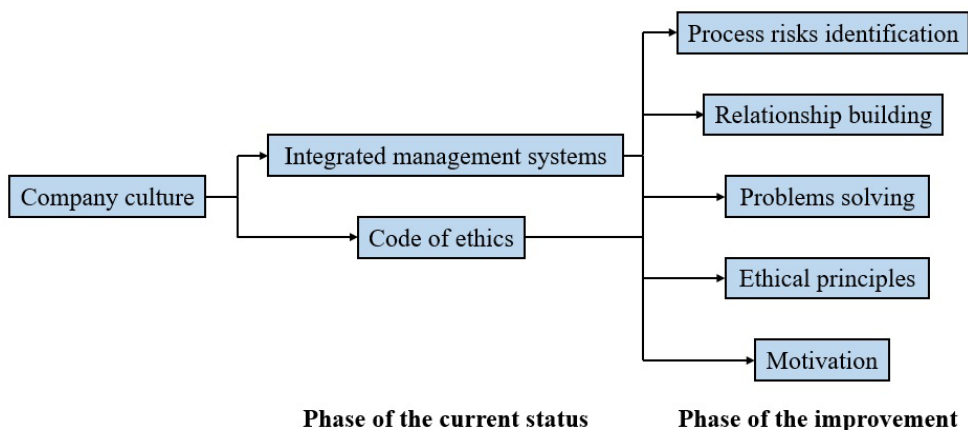 Process risks identification
Relationship building
Integrated management systems
Company culture
Problems solving
Code of ethics
Ethical principles
Motivation
Phase of the current status
Phase of the improvement